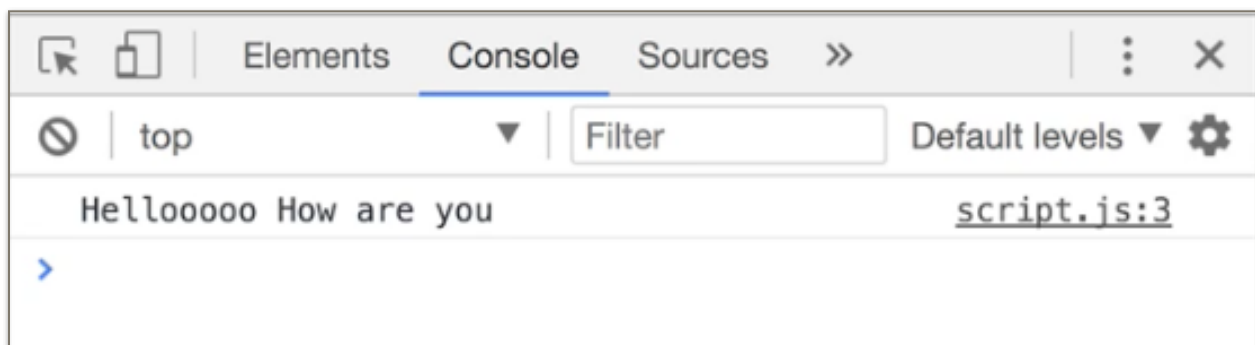 Elements Console Sources »
top Filter Default levels
Hellooooo How are you script.js:3
>